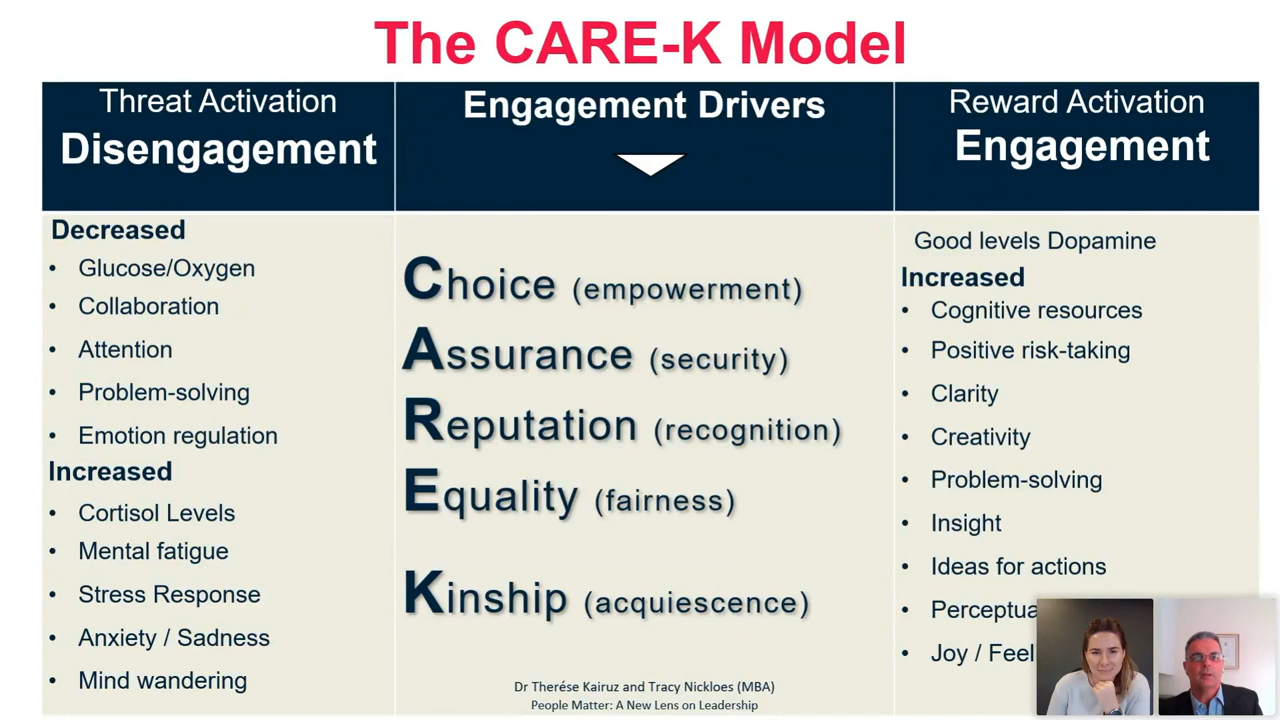 The CARE-K Model
Threat Activation
Disengagement
Engagement Drivers
Reward Activation
Engagement
Decreased
• Glucose/Oxygen
• Collaboration
• Attention
• Problem-solving
• Emotion regulation
Increased
• Cortisol Levels
• Mental fatigue
• Stress Response
• Anxiety / Sadness
• Mind wandering
Choice (empowerment)
Assurance (security)
Reputation (recognition)
Equality (fairness)
Kinship (acquiescence)
Dr Therése Kairuz and Tracy Nickloes (MBA)
People Matter: A New Lens on Leadership
Good levels Dopamine
Increased
• Cognitive resources
• Positive risk-taking
• Clarity
• Creativity
• Problem-solving
• Insight
• Ideas for actions
• Perceptua
• Joy / Feel